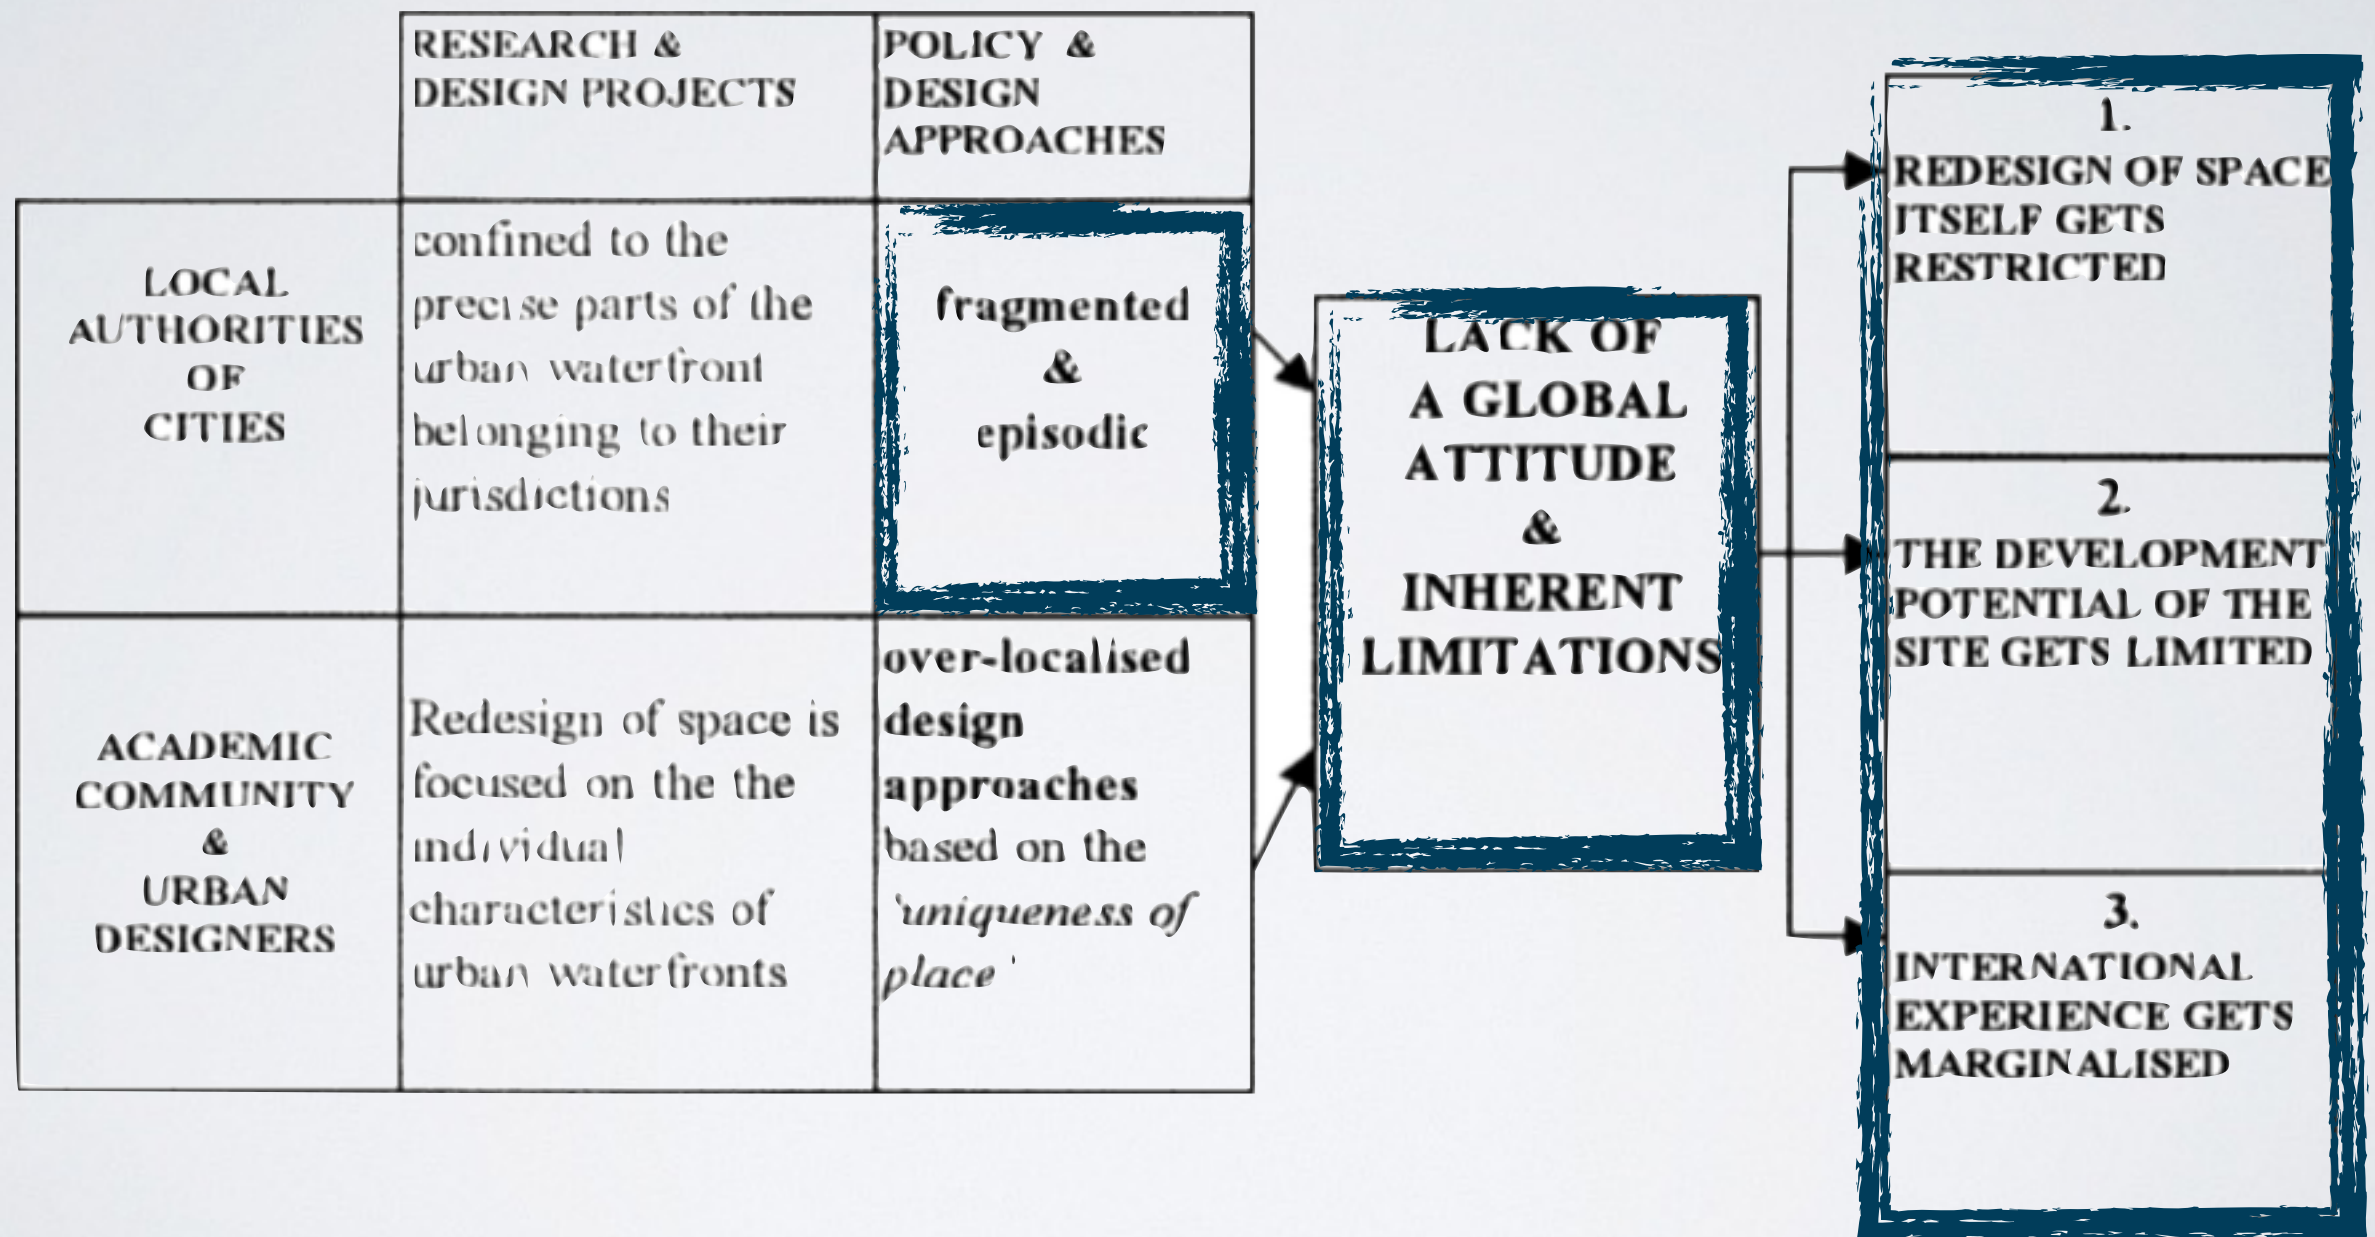 RESEARCH &
DESIGN PROJECTS
POLICY &
DESIGN
APPROACHES
LOCAL
AUTHORITIES
OF
CITIES
confined to the
precise parts of the
urban waterfront
belonging to their
jurisdictions
fragmented
&
episodic
ACADEMIC
COMMUNITY
&
URBAN
DESIGNERS
Redesign of space is
focused on the the
individual
characteristics of
urban waterfronts
over-localised
design
approaches
based on the
'uniqueness of
place'
LACK OF
A GLOBAL
ATTITUDE
&
INHERENT
LIMITATIONS
1.
REDESIGN OF SPACE
ITSELF GETS
RESTRICTED
2.
THE DEVELOPMENT
POTENTIAL OF THE
SITE GETS LIMITED
3.
INTERNATIONAL
EXPERIENCE GETS
MARGINALISED